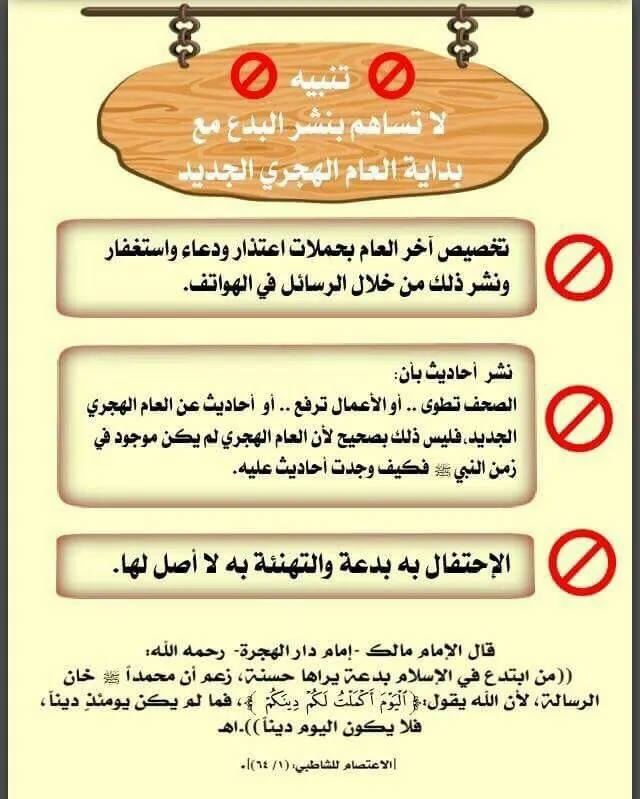 تنبيه
لا تساهم بنشر البدع مع
بداية العام الهجري الجديد
تخصيص آخر العام بحملات اعتذار ودعاء واستغفار
ونشر ذلك من خلال الرسائل في الهواتف.
نشر أحاديث بأن:
الصحف تطوى .. أو الأعمال ترفع .. أو أحاديث عن العام الهجري
الجديد، فليس ذلك بصحيح لأن العام الهجري لم يكن موجود في
زمن النبي ﷺ فكيف وجدت أحاديث عليه.
الإحتفال به بدعة والتهنئة به لا أصل لها.
قال الإمام مالك -إمام دار الهجرة- رحمه الله:
((من ابتدع في الإسلام بدعة يراها حسنة، زعم أن محمداً ﷺ خان
الرسالة، لأن الله يقول: ﴿ٱلۡيَوۡمَ أَكۡمَلۡتُ لَكُمۡ دِينَكُمۡ﴾، فما لم يكن يومئذٍ ديناً،
فلا يكون اليوم ديناً)).اهـ
[الاعتصام للشاطبي: (١/ ٦٤)].